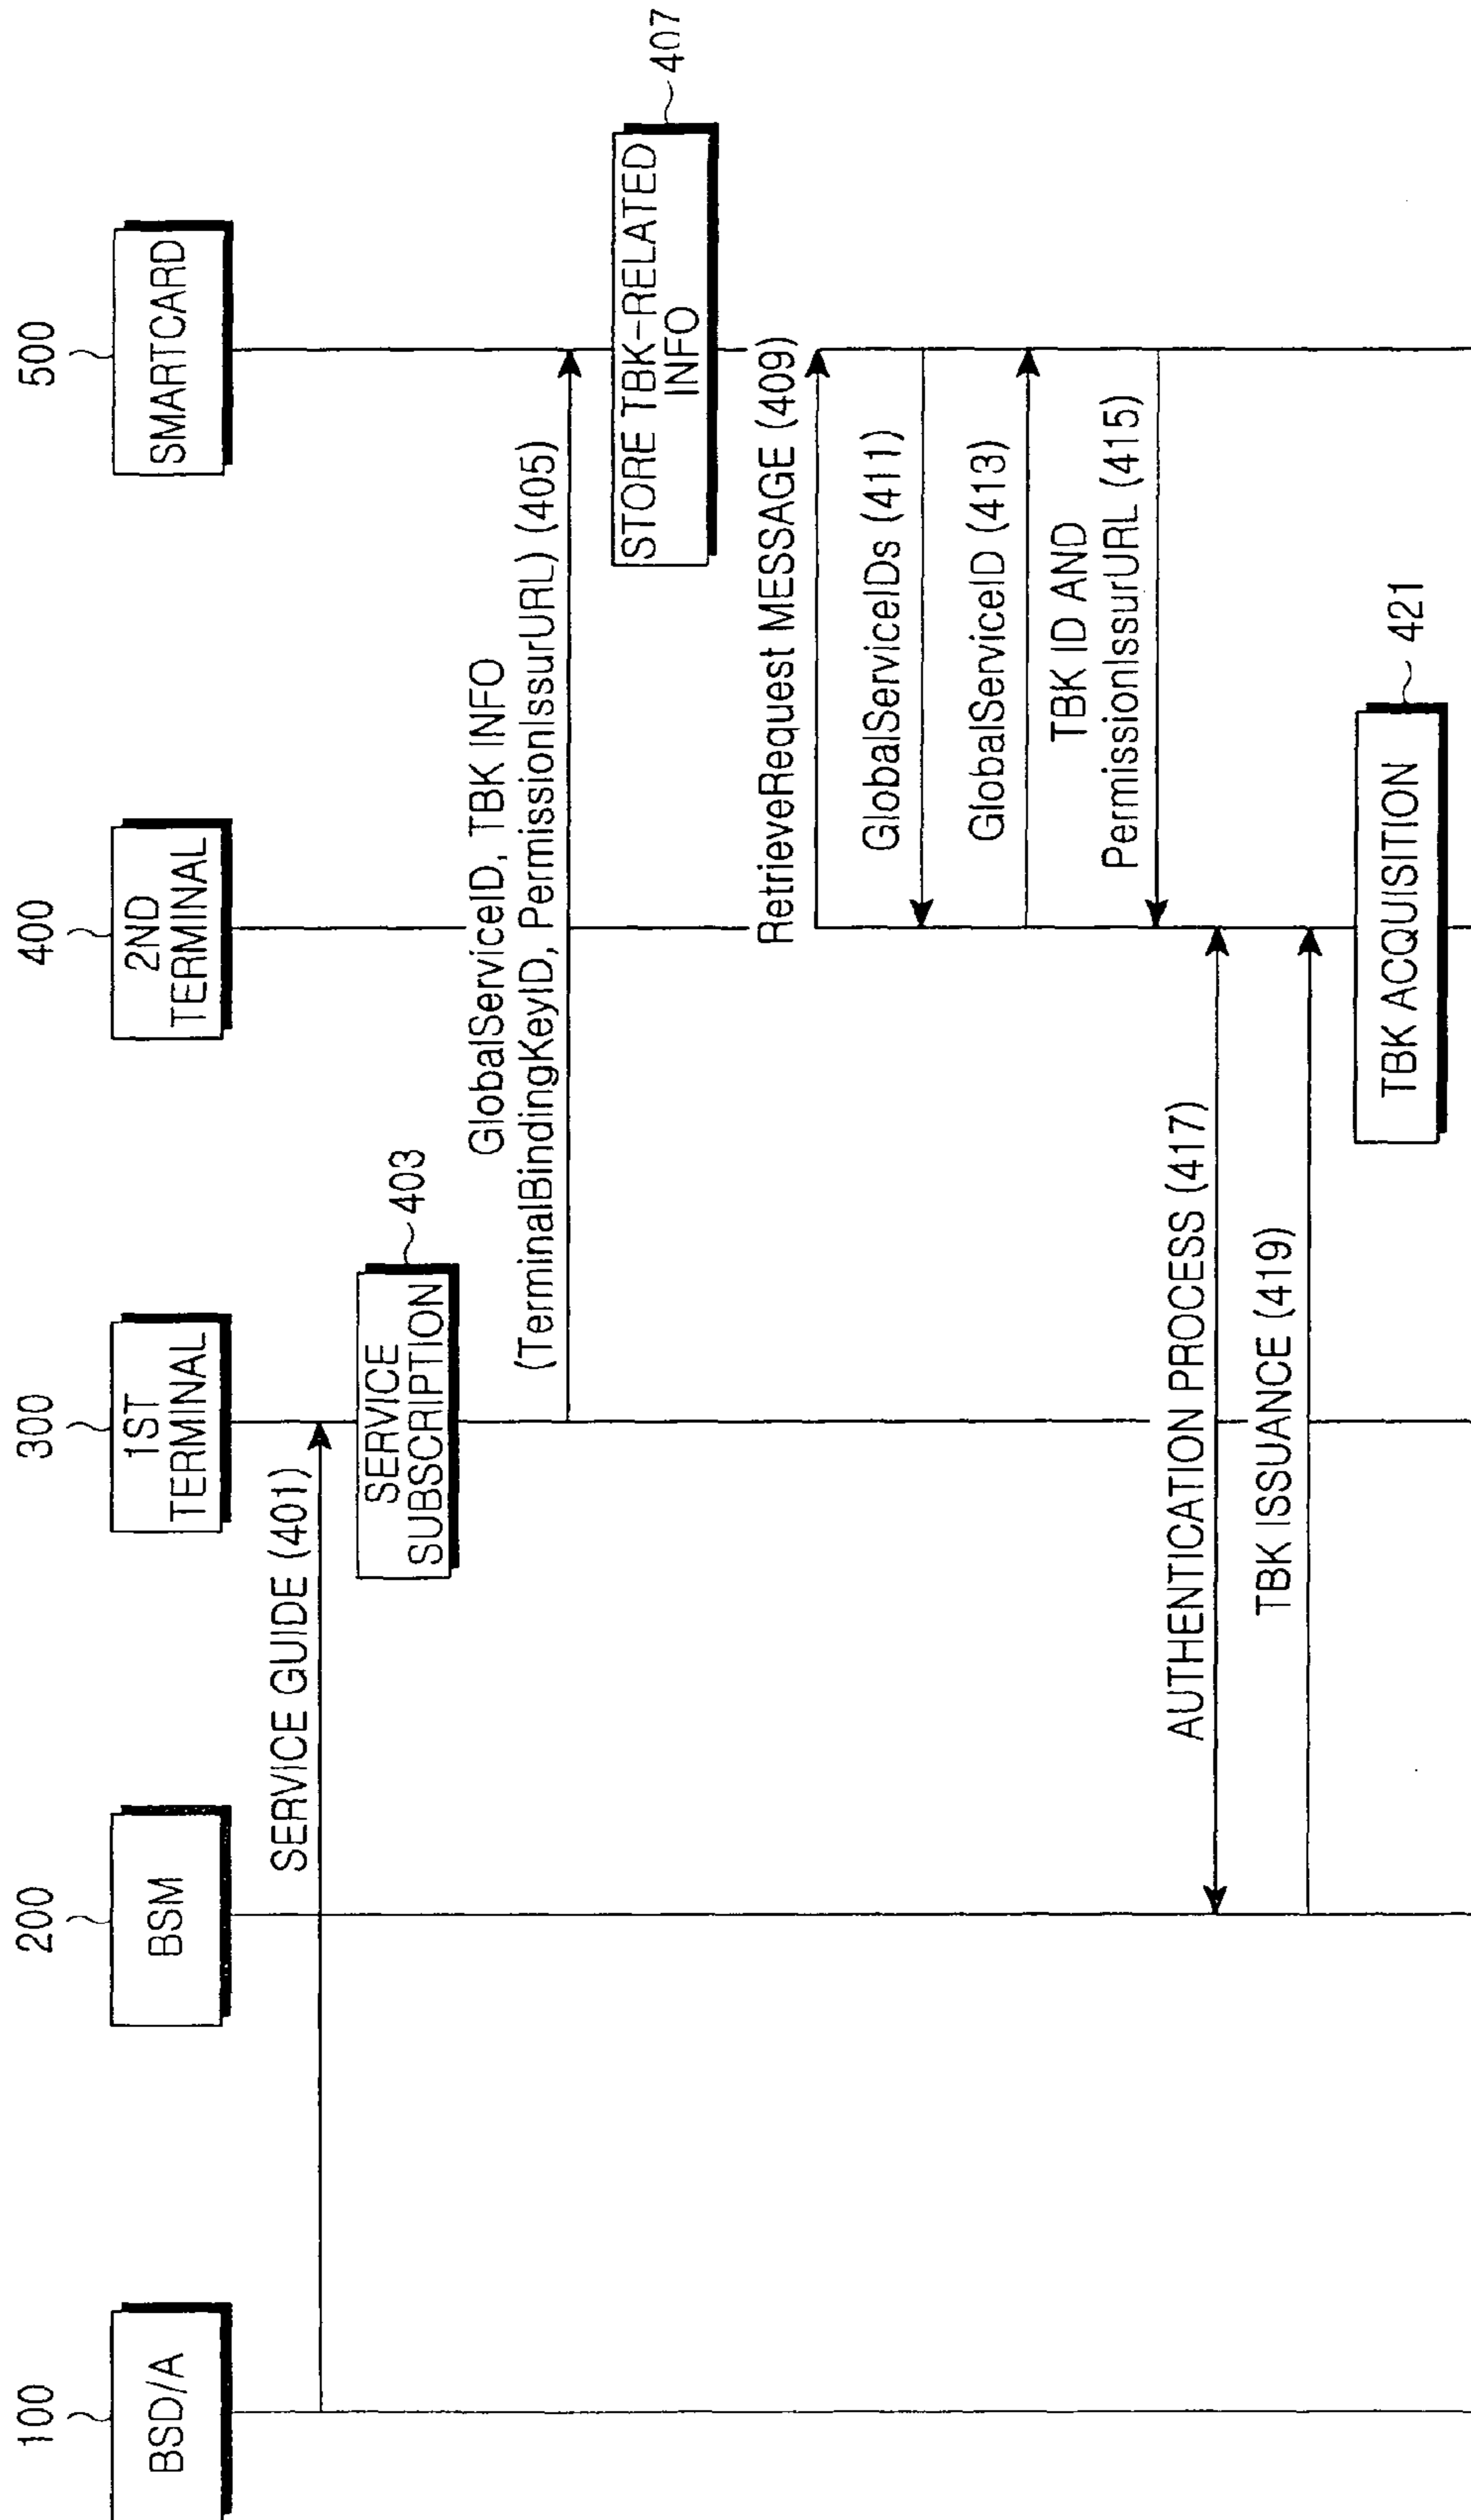 100
200
300
400
500
BSD/A
BSM
1ST
TERMINAL
2ND
TERMINAL
SMARTCARD
SERVICE GUIDE (401)
SERVICE
SUBSCRIPTION
403
GlobalServiceID, TBK INFO
(TerminalBindingKeyID, PermissionIssurURL) (405)
STORE TBK-RELATED
INFO
407
RetrieveRequest MESSAGE (409)
GlobalServiceIDs (411)
GlobalServiceID (413)
TBK ID AND
PermissionIssurURL (415)
AUTHENTICATION PROCESS (417)
TBK ISSUANCE (419)
TBK ACQUISITION
421